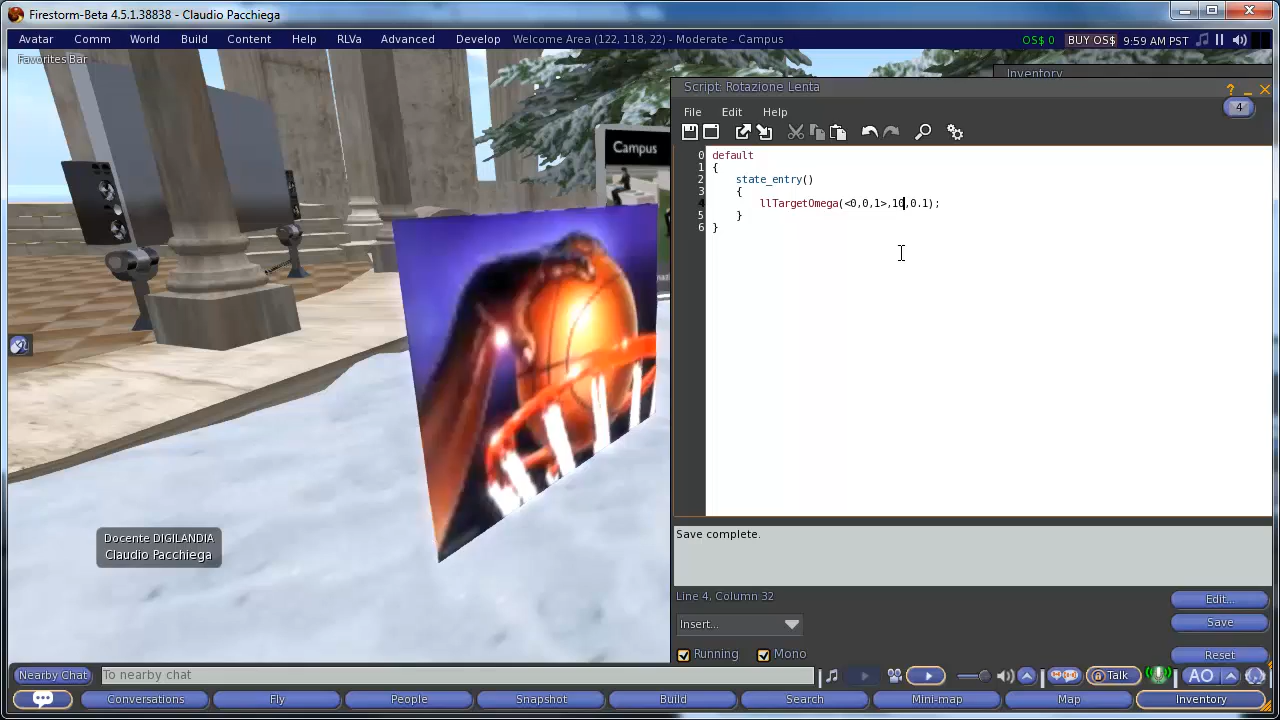 Firestorm-Beta 4.5.1.38838 - Claudio Pacchiega
Avatar Comm World Build Content Help RLVa Advanced Develop Welcome Area (122, 118, 22) - Moderate - Campus OS$ 0 BUY OS$ 9:59 AM PST
Favorites Bar
Inventory
Script: Rotazione Lenta
?
4
File Edit Help
Campus
0 default
1 {
2 state_entry()
3 {
4 llTargetOmega(<0,0,1>,10,0.1);
5 }
6 }
Docente DIGILANDIA
Claudio Pacchiega
Save complete.
Line 4, Column 32
Edit...
Insert...
Save
Running Mono
Reset
Nearby Chat To nearby chat Talk AO
Conversations Fly People Snapshot Build Search Mini-map Map Inventory